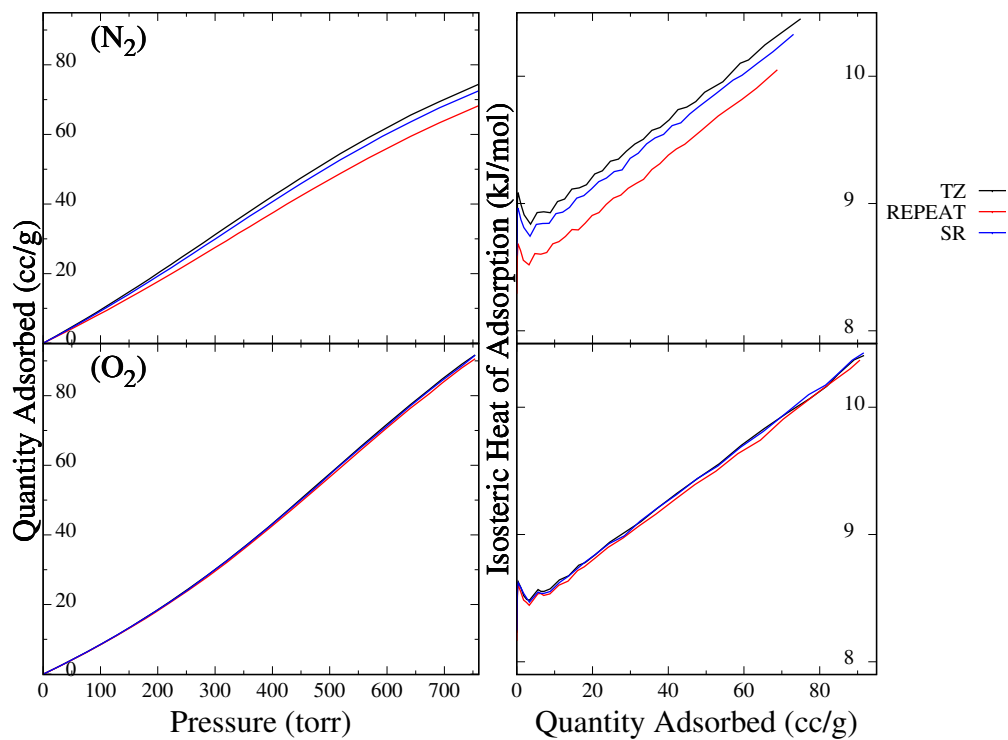 (N2)
80
60
40
20
0
(O2)
80
60
40
20
0
0 100 200 300 400 500 600 700
Pressure (torr)
Quantity Adsorbed (cc/g)
10
9
8
10
9
8
0 20 40 60 80
Quantity Adsorbed (cc/g)
Isosteric Heat of Adsorption (kJ/mol)
TZ
REPEAT
SR